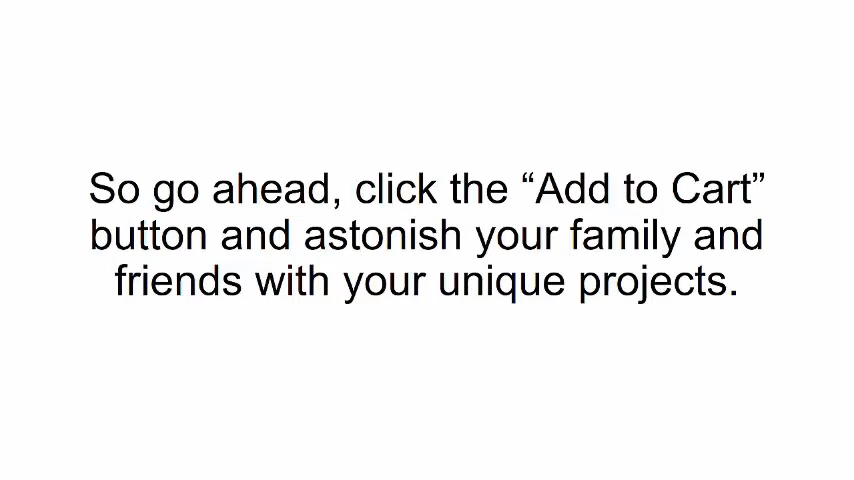 So go ahead, click the “Add to Cart”
button and astonish your family and
friends with your unique projects.